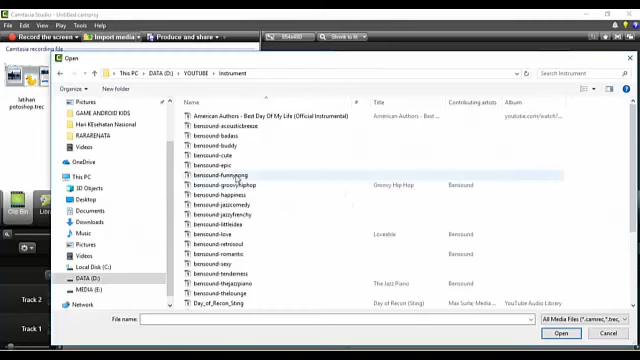 Camtasia Studio - Untitled.camproj
File Edit View Play Tools Help
Record the screen Import media Produce and share 854x480 Shrink to fit
Camtasia recording file
latihan
potoshop.trec
Clip Bin
Track 2
Track 1
Open
This PC > DATA (D:) > YOUTUBE > Instrument
Search Instrument
Organize New folder
Pictures
GAME ANDROID KIDS
Hari KEsehatan Nasional
RARARENATA
Videos
OneDrive
This PC
3D Objects
Desktop
Documents
Downloads
Music
Pictures
Videos
Local Disk (C:)
DATA (D:)
MEDIA (E:)
Network
Name Title Contributing artists Album
American Authors - Best Day Of My Life (Official Instrumental) American Authors - Best ... youtube.com/watch?...
bensound-acousticbreeze
bensound-badass
bensound-buddy
bensound-cute
bensound-epic
bensound-funnysong
bensound-groovyhiphop Groovy Hip Hop Bensound
bensound-happiness
bensound-jazzcomedy
bensound-jazzyfrenchy
bensound-littleidea
bensound-love Loveable Bensound
bensound-retrosoul
bensound-romantic Bensound
bensound-sexy
bensound-tenderness
bensound-thejazzpiano The Jazz Piano Bensound
bensound-thelounge
Day_of_Recon_Sting Day of Recon (Sting) Max Surla; Media ... YouTube Audio Library
File name: All Media Files (*.camrec,*.trec,
Open Cancel